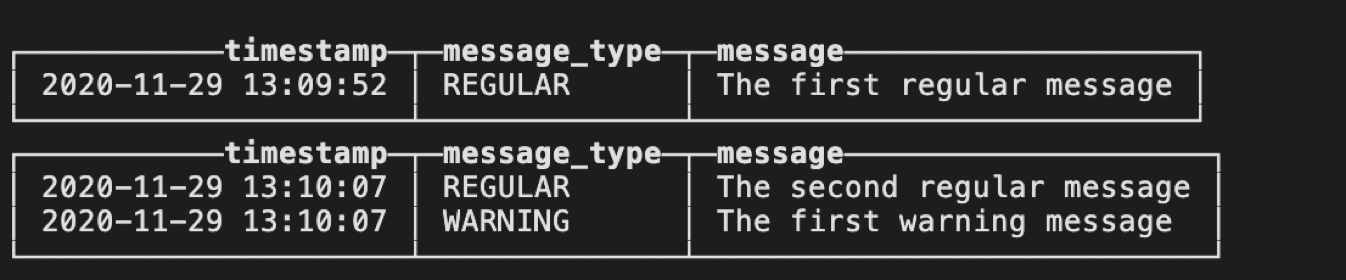 timestamp message_type message
2020-11-29 13:09:52 REGULAR The first regular message
timestamp message_type message
2020-11-29 13:10:07 REGULAR The second regular message
2020-11-29 13:10:07 WARNING The first warning message